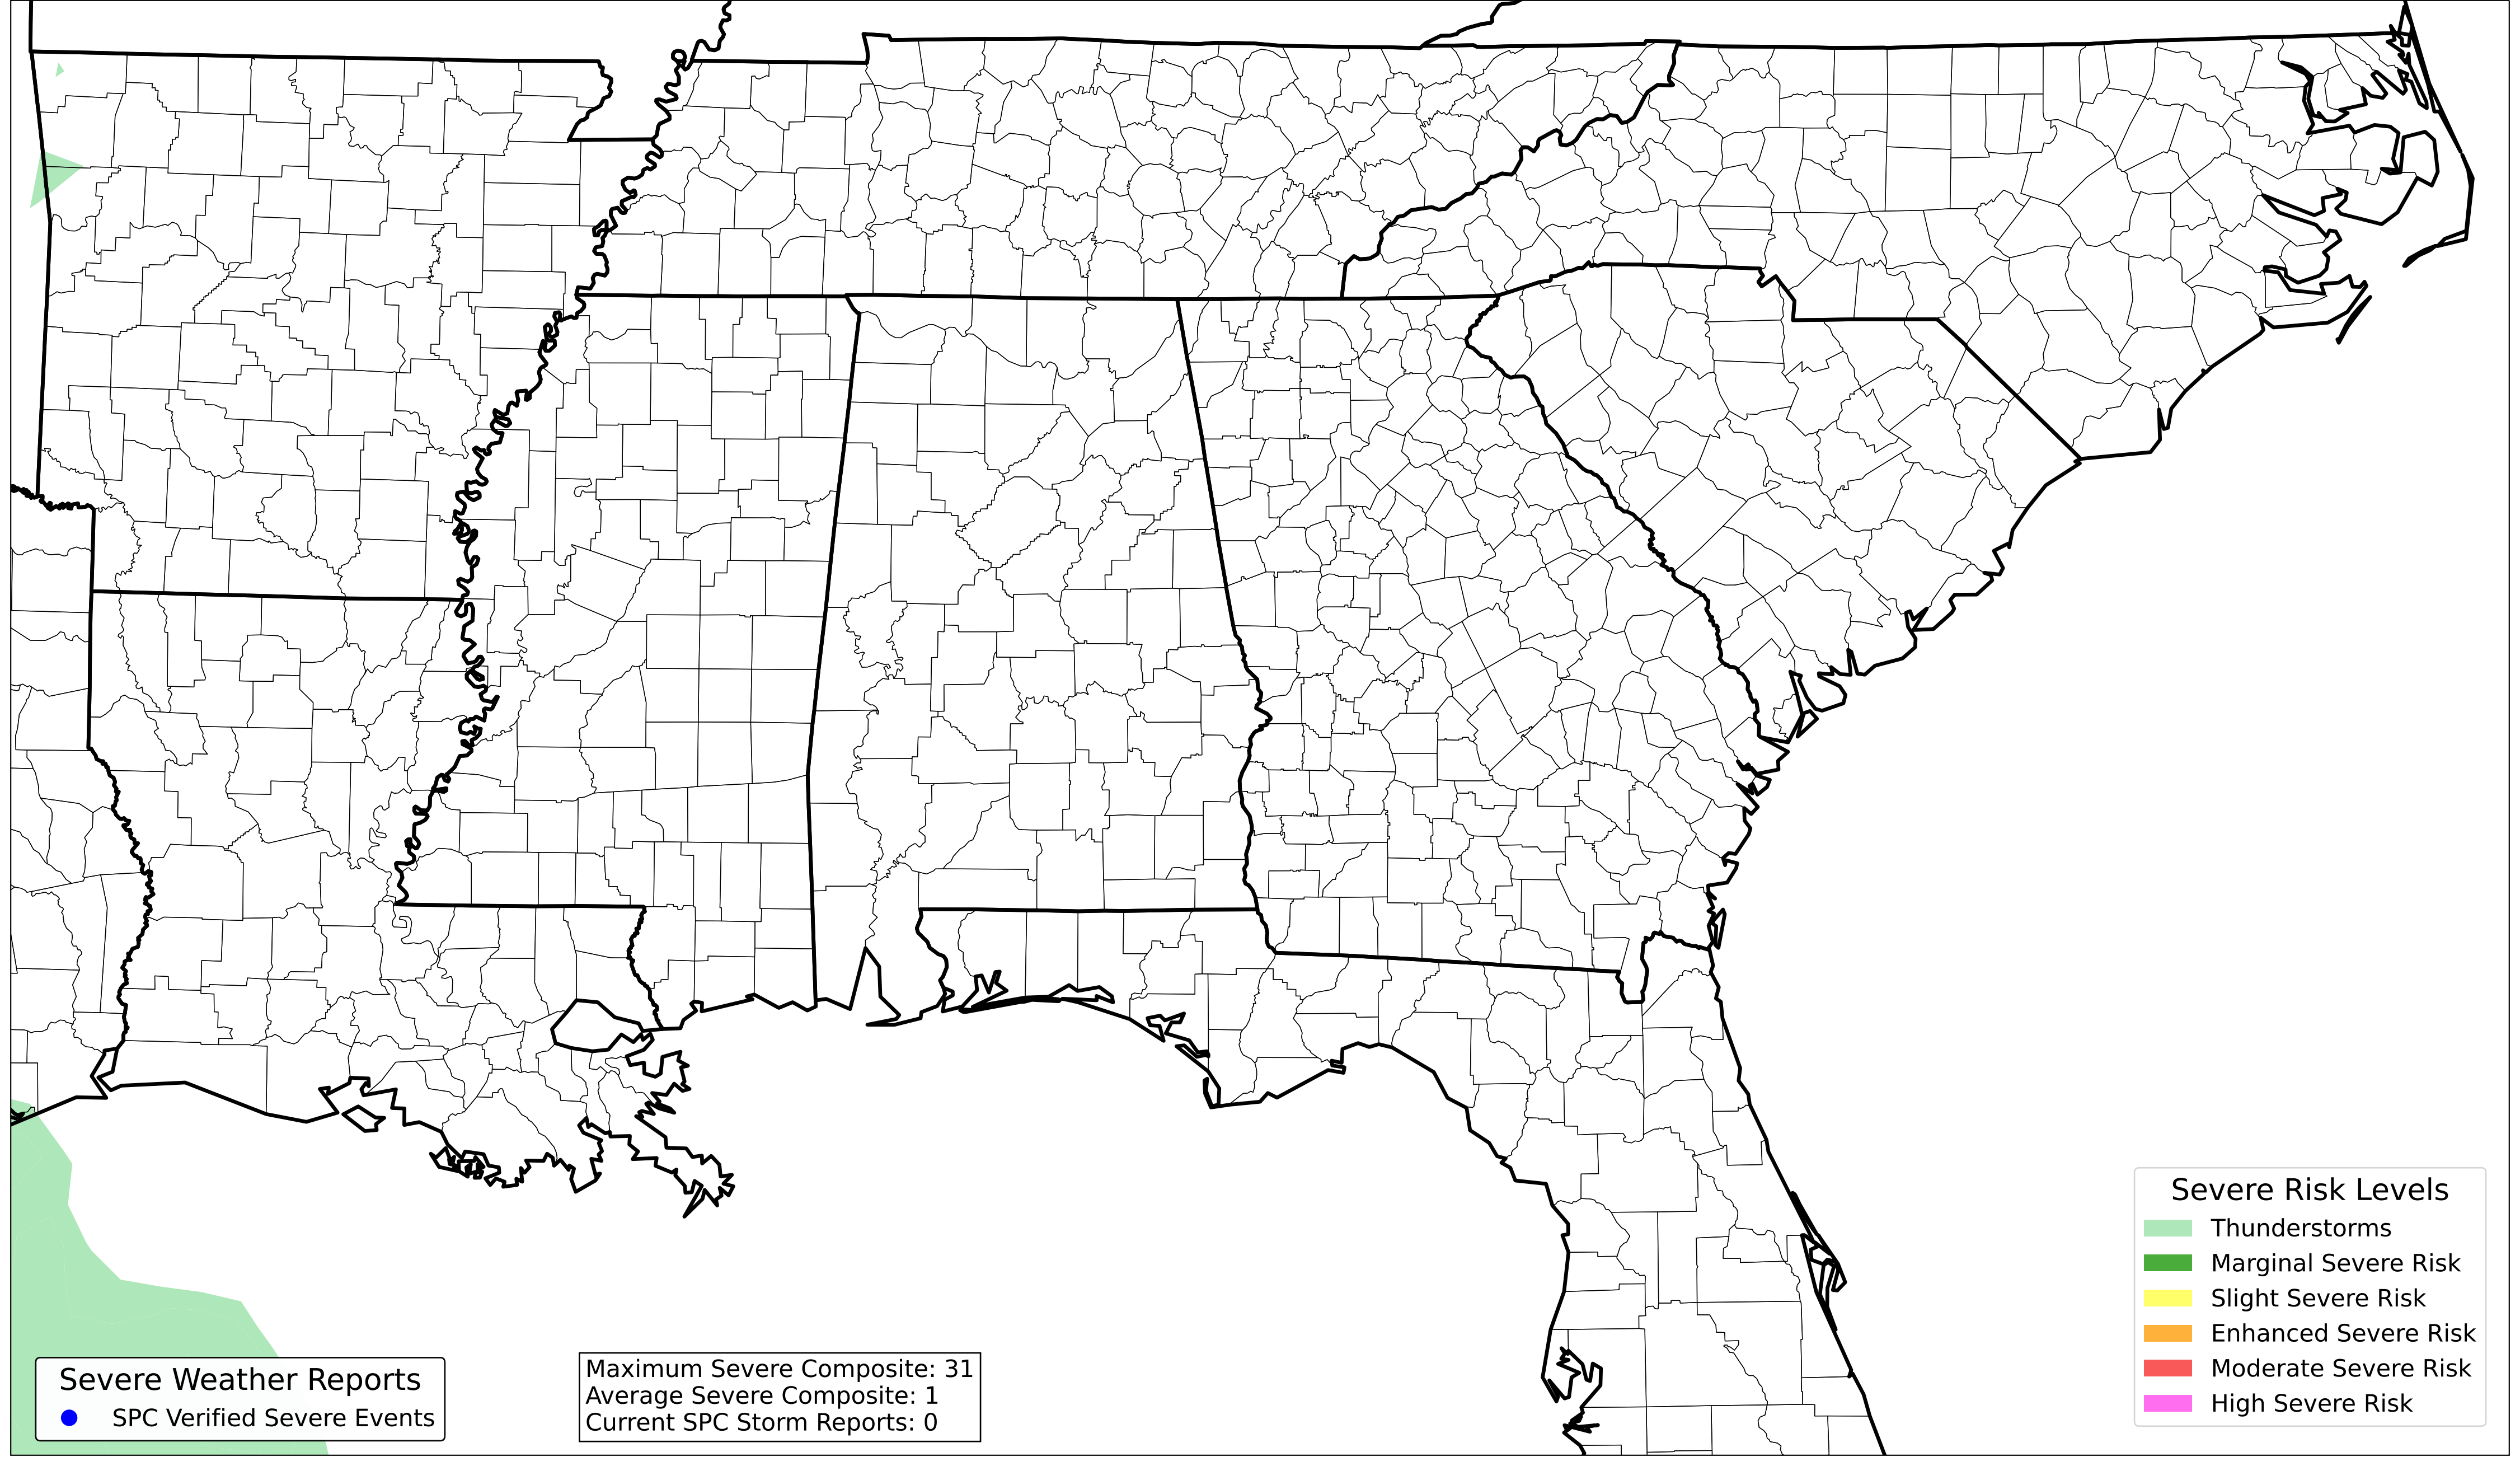 Severe Risk Levels
Thunderstorms
Marginal Severe Risk
Slight Severe Risk
Enhanced Severe Risk
Moderate Severe Risk
High Severe Risk
Severe Weather Reports
SPC Verified Severe Events
Maximum Severe Composite: 31
Average Severe Composite: 1
Current SPC Storm Reports: 0